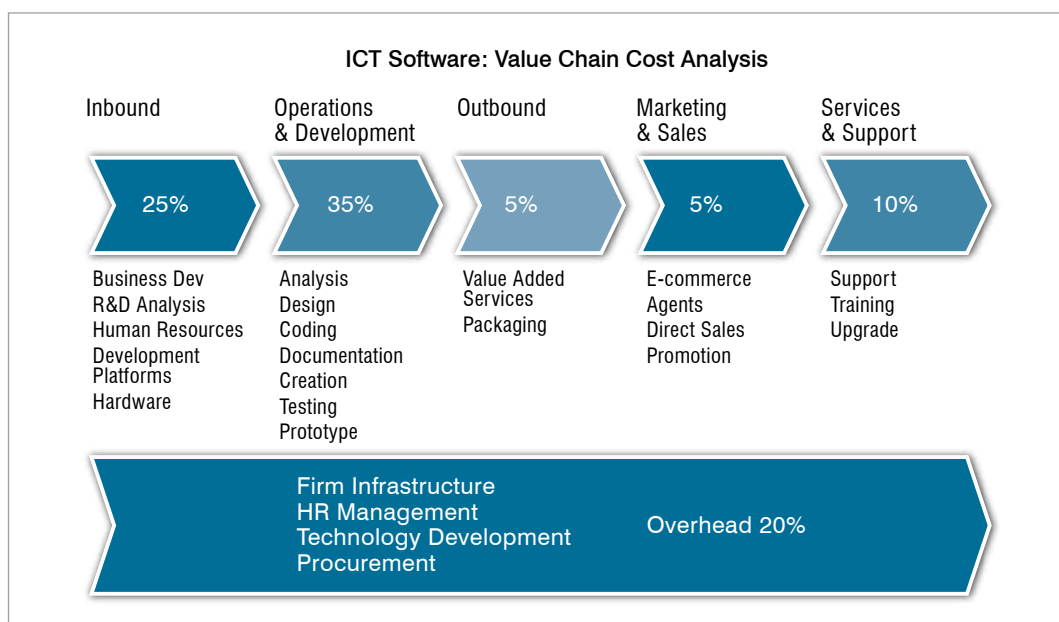 ICT Software: Value Chain Cost Analysis
Inbound
Operations
& Development
Outbound
Marketing
& Sales
Services
& Support
25%
35%
5%
5%
10%
Business Dev
R&D Analysis
Human Resources
Development
Platforms
Hardware
Analysis
Design
Coding
Documentation
Creation
Testing
Prototype
Value Added
Services
Packaging
E-commerce
Agents
Direct Sales
Promotion
Support
Training
Upgrade
Firm Infrastructure
HR Management
Technology Development
Procurement
Overhead 20%